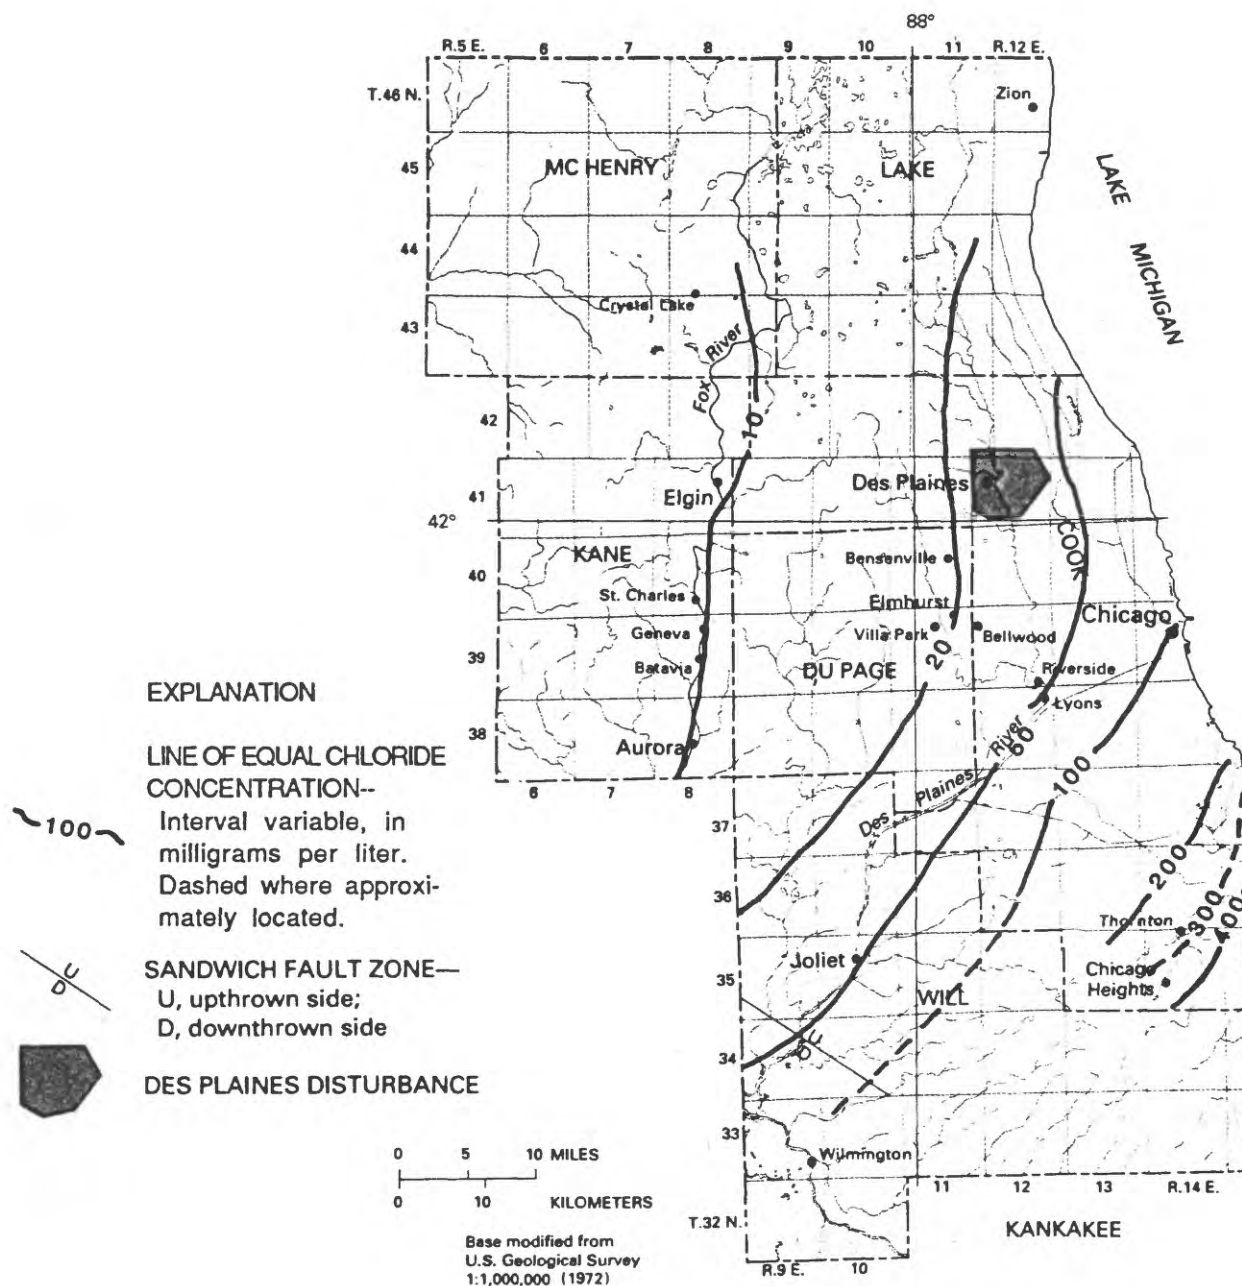 88°
R.5 E. 6 7 8 9 10 11 R.12 E.
T.46 N.
Zion
45
MC HENRY
LAKE
LAKE
MICHIGAN
44
Crystal Lake
43
River
Fox
42
10
41
Elgin
Des Plaines
42°
COOK
KANE
Bensenville
40
St. Charles
Elmhurst
Chicago
Geneva
Villa Park
Bellwood
39
Batavia
20
DU PAGE
Riverside
Lyons
38
Aurora
River
60
Plaines
100
6 7 8
Des
37
200
36
Thornton
300
400
Joliet
Chicago
Heights
35
WILL
U
D
34
33
Wilmington
11 12 13 R.14 E.
T.32 N.
KANKAKEE
R.9 E. 10
EXPLANATION
LINE OF EQUAL CHLORIDE
CONCENTRATION--
100
Interval variable, in
milligrams per liter.
Dashed where approxi-
mately located.
U
D
SANDWICH FAULT ZONE—
U, upthrown side;
D, downthrown side
DES PLAINES DISTURBANCE
0 5 10 MILES
0 10 KILOMETERS
Base modified from
U.S. Geological Survey
1:1,000,000 (1972)